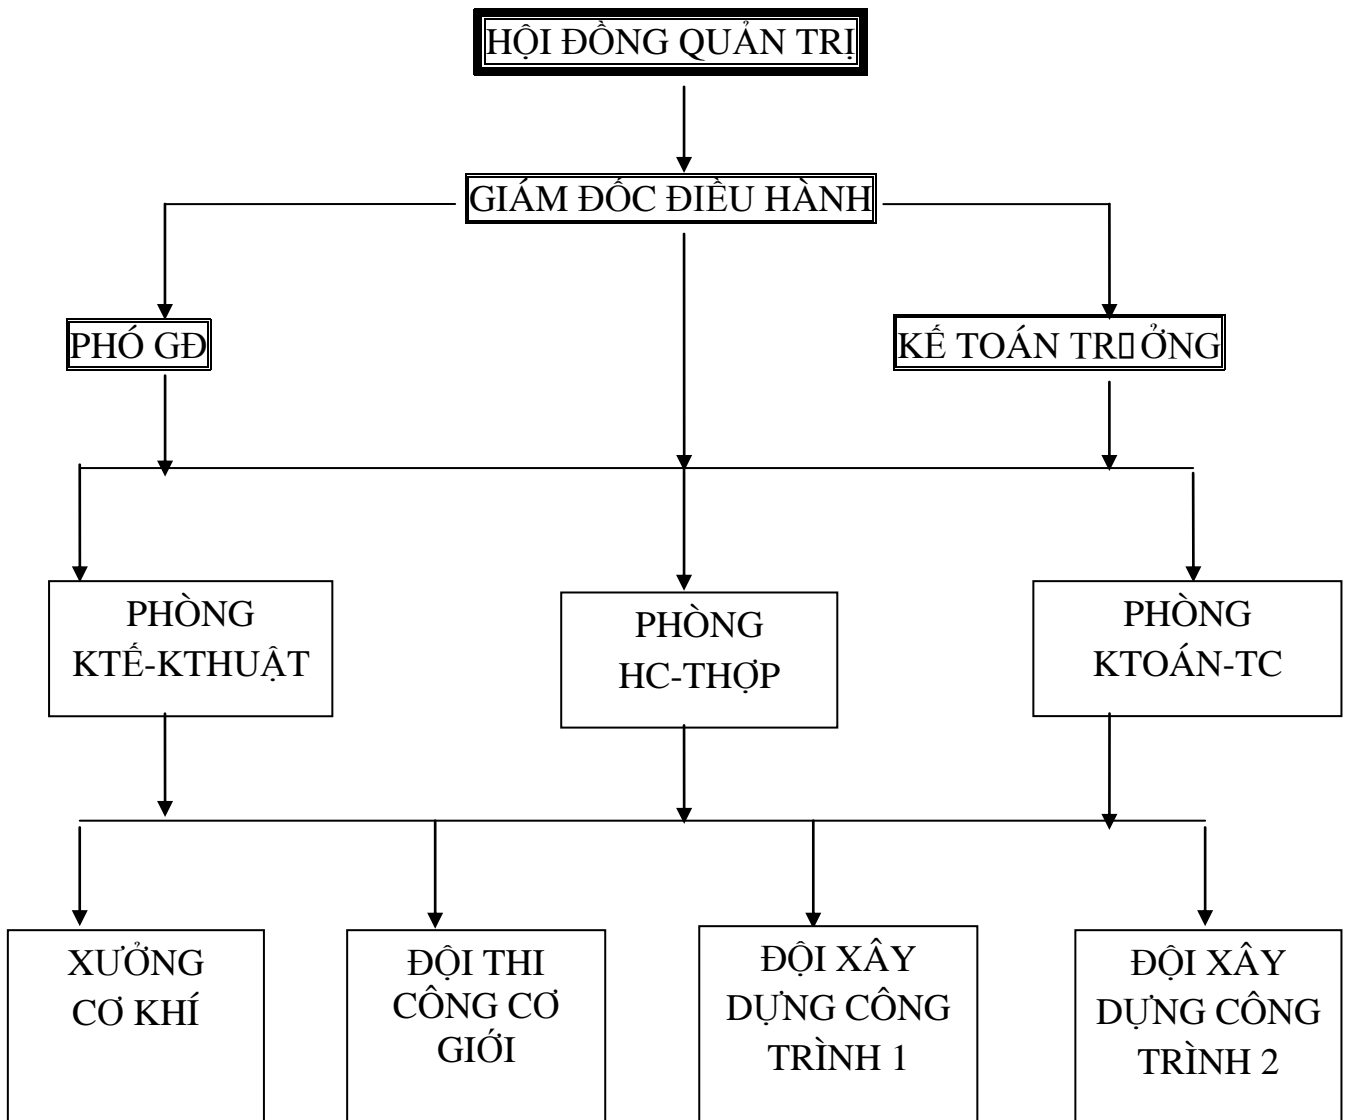 HỘI ĐỒNG QUẢN TRỊ
GIÁM ĐỐC ĐIỀU HÀNH
PHÓ GĐ
KẾ TOÁN TR▯ỞNG
PHÒNG
KTẾ-KTHUẬT
PHÒNG
HC-THỢP
PHÒNG
KTOÁN-TC
XƯỞNG
CƠ KHÍ
ĐỘI THI
CÔNG CƠ
GIỚI
ĐỘI XÂY
DỰNG CÔNG
TRÌNH 1
ĐỘI XÂY
DỰNG CÔNG
TRÌNH 2